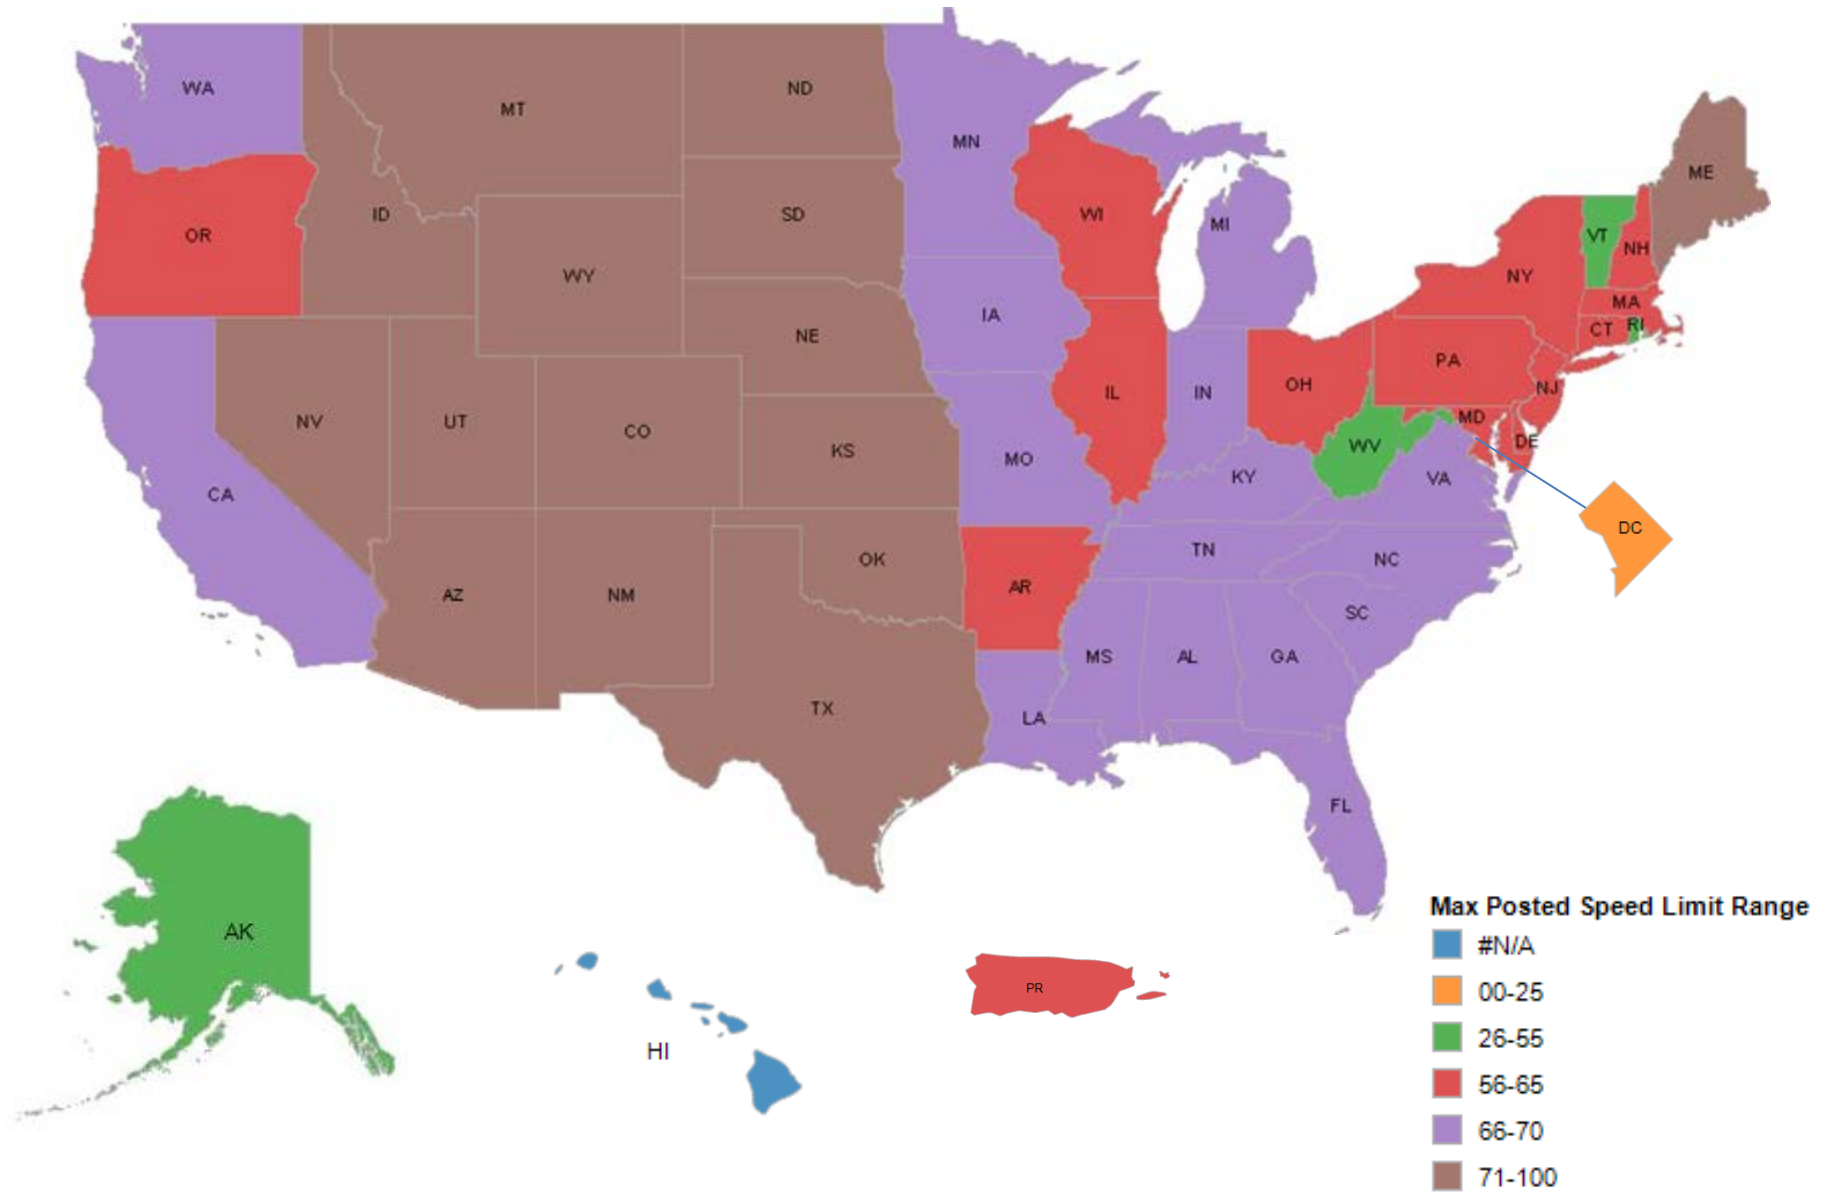 WA
MT
ND
MN
ME
ID
SD
WI
MI
OR
VT
NH
NY
WY
MA
IA
RI
CT
NE
PA
OH
NJ
IL
IN
MD
NV
UT
CO
DE
WV
KS
MO
KY
VA
CA
DC
TN
NC
OK
AR
AZ
NM
SC
MS
AL
GA
TX
LA
FL
AK
PR
HI
Max Posted Speed Limit Range
#N/A
00-25
26-55
56-65
66-70
71-100